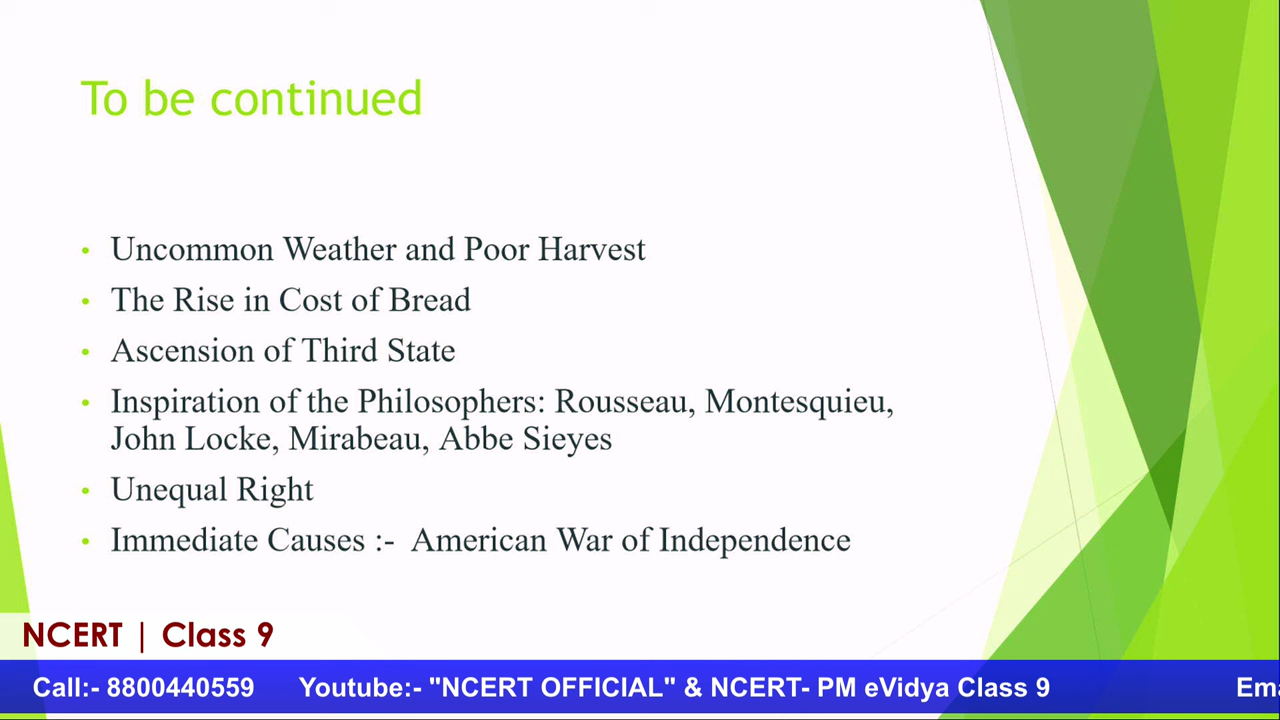 To be continued
• Uncommon Weather and Poor Harvest
• The Rise in Cost of Bread
• Ascension of Third State
• Inspiration of the Philosophers: Rousseau, Montesquieu,
John Locke, Mirabeau, Abbe Sieyes
• Unequal Right
• Immediate Causes :- American War of Independence
NCERT | Class 9
Call:- 8800440559 Youtube:- "NCERT OFFICIAL" & NCERT- PM eVidya Class 9